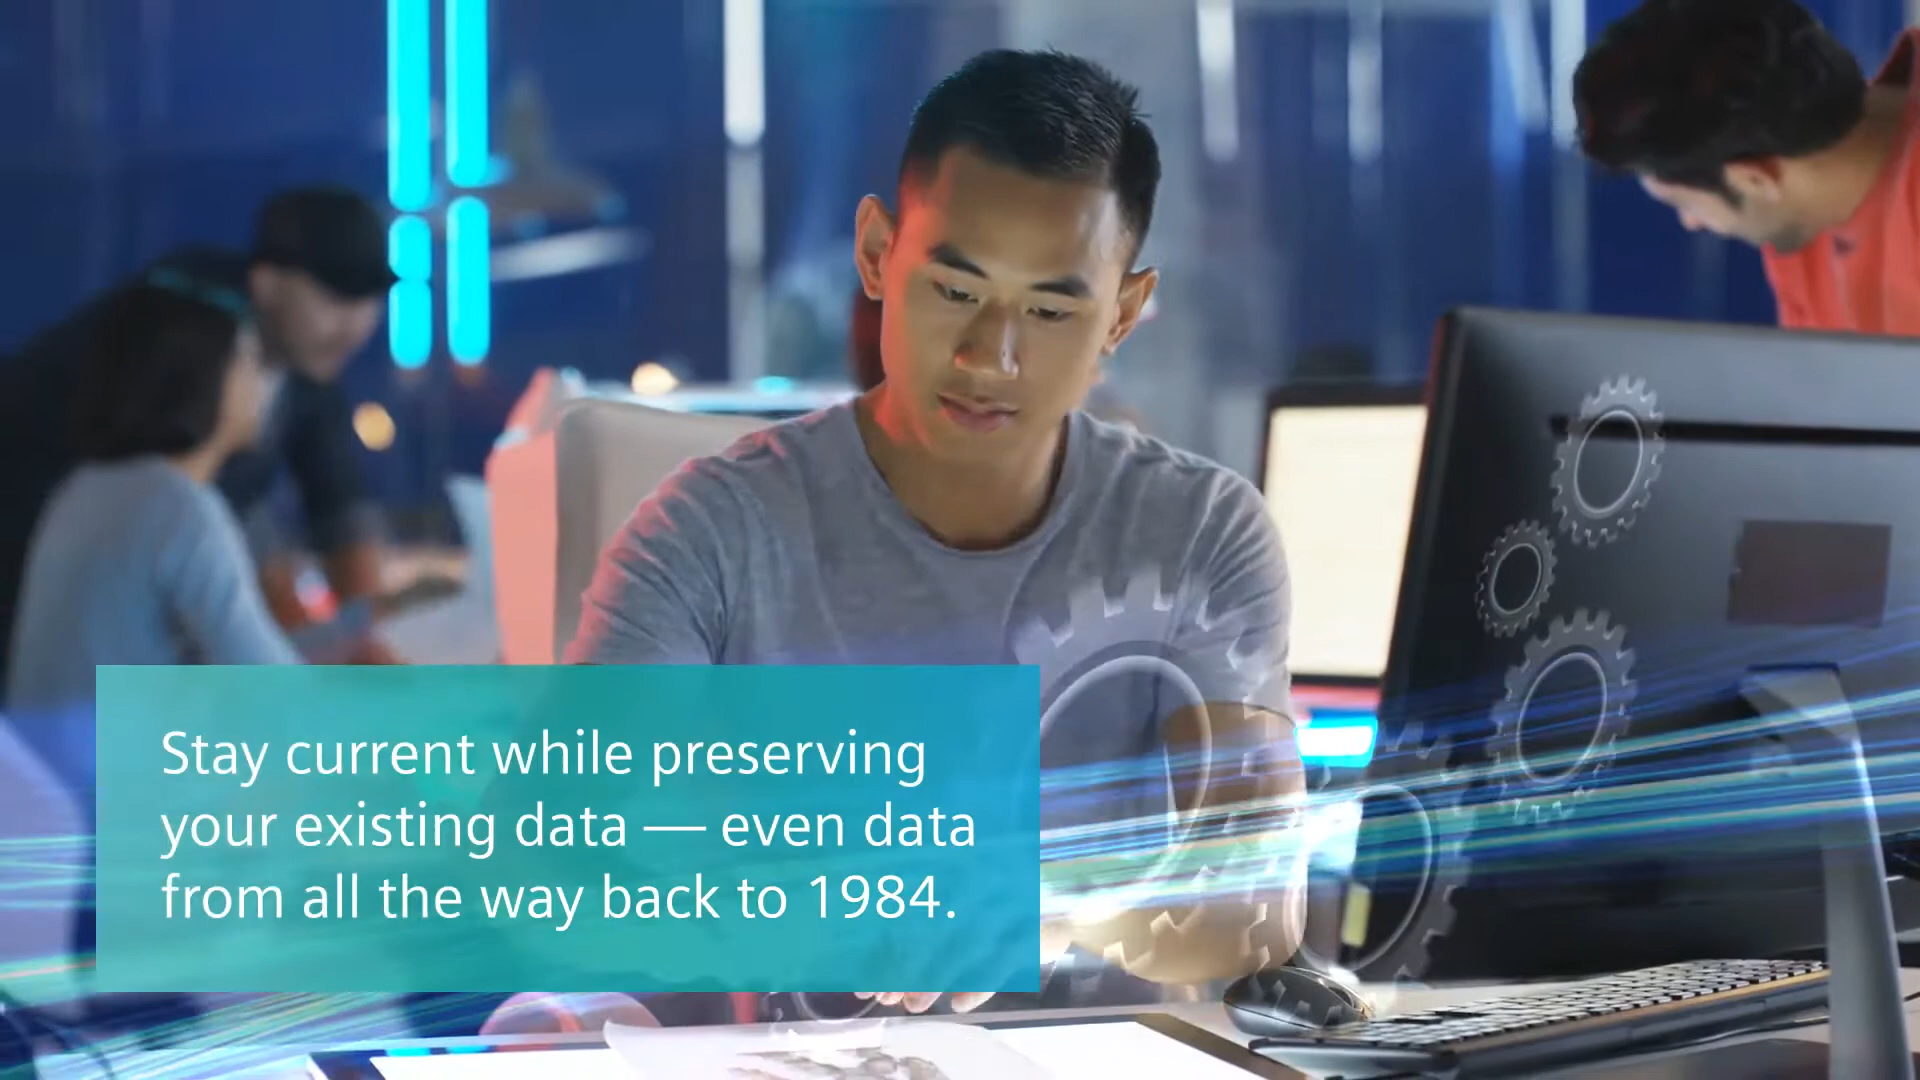 Stay current while preserving
your existing data — even data
from all the way back to 1984.